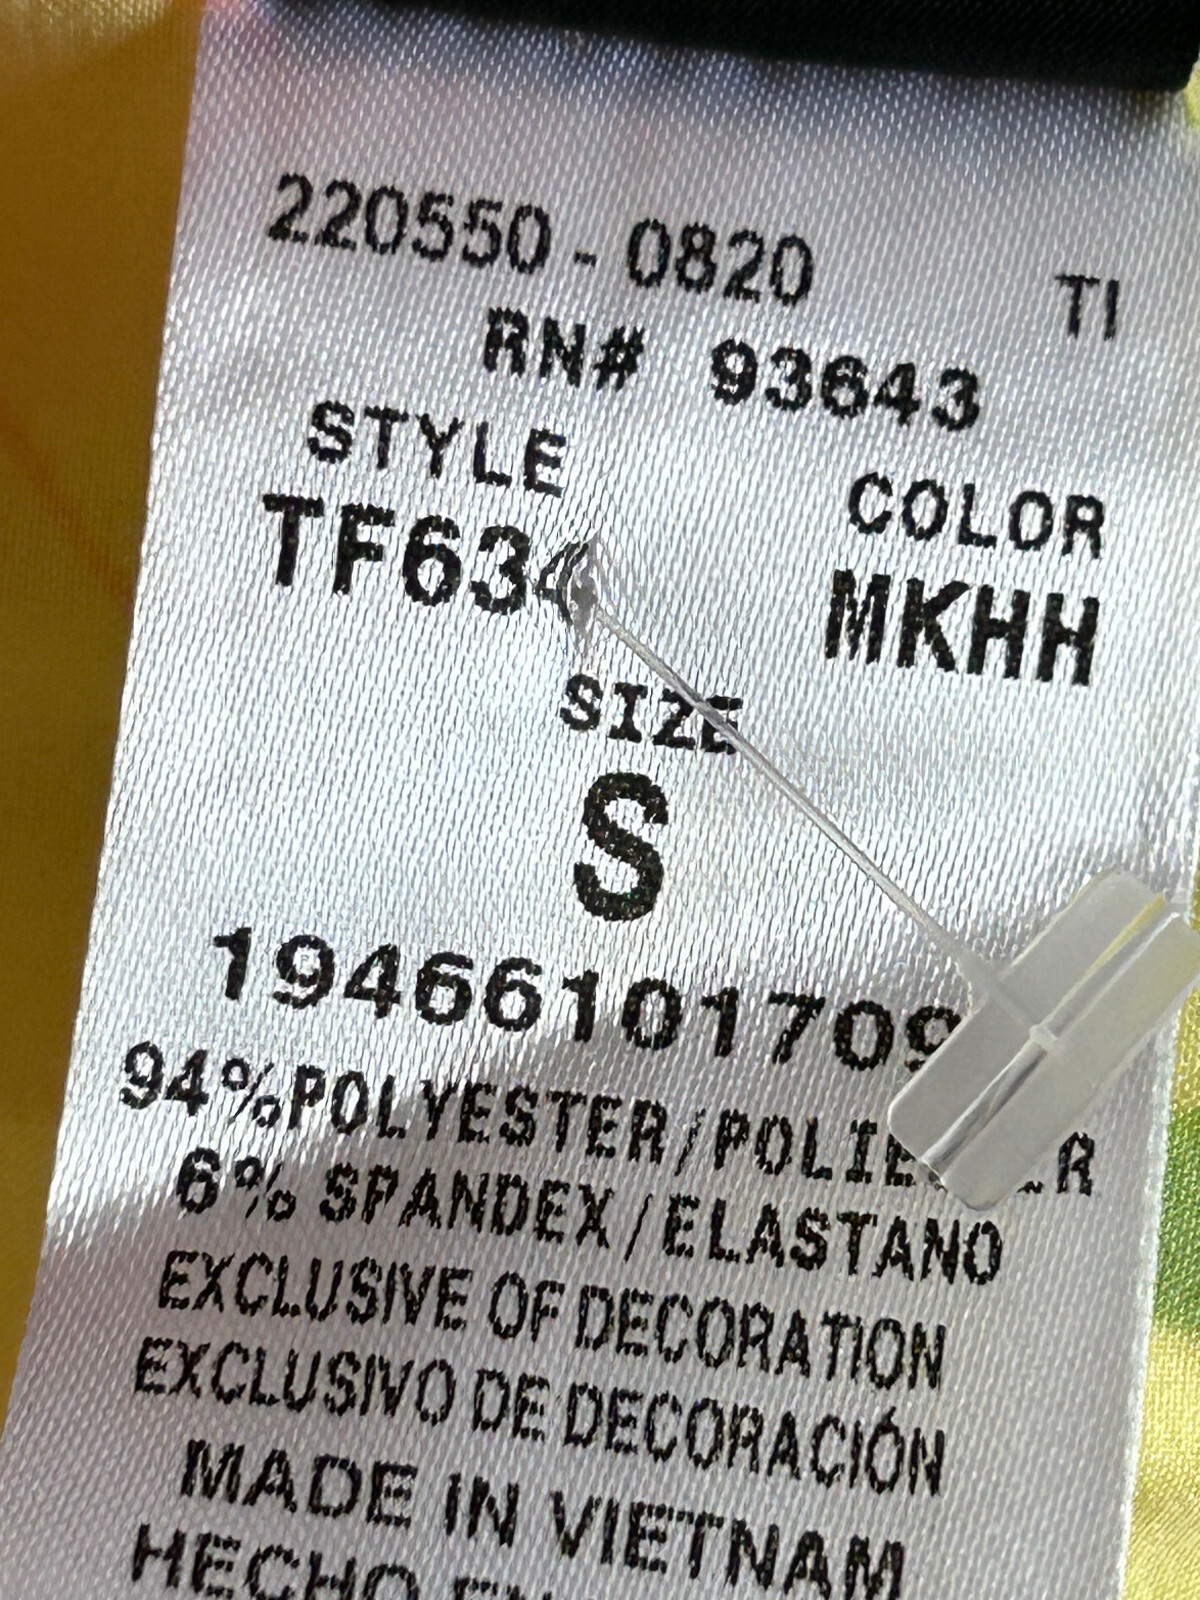 220550 - 0820 TI
RN# 93643
STYLE COLOR
MKHH
SIZE
S
94%POLYESTER/
6% SPANDEX/ELASTANO
EXCLUSIVE OF DECORATION
EXCLUSIVO DE DECORACIÓN
MADE IN VIETNAM
HECHO